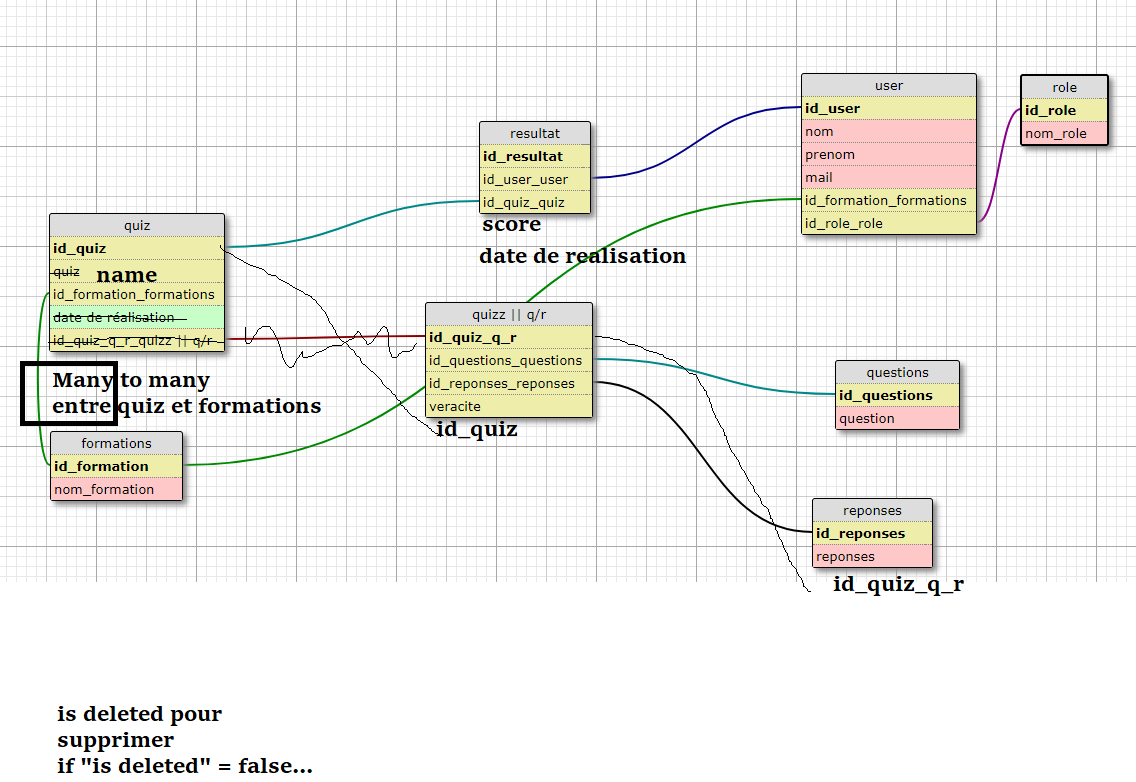 user
id_user
nom
prenom
mail
id_formation_formations
id_role_role
role
id_role
nom_role
resultat
id_resultat
id_user_user
id_quiz_quiz
score
date de realisation
quiz
id_quiz
quiz name
id_formation_formations
date de réalisation
id_quiz_q_r_quizz || q/r
Many to many
entre quiz et formations
formations
id_formation
nom_formation
quizz || q/r
id_quiz_q_r
id_questions_questions
id_reponses_reponses
veracite
id_quiz
questions
id_questions
question
reponses
id_reponses
reponses
id_quiz_q_r
is deleted pour
supprimer
if "is deleted" = false...